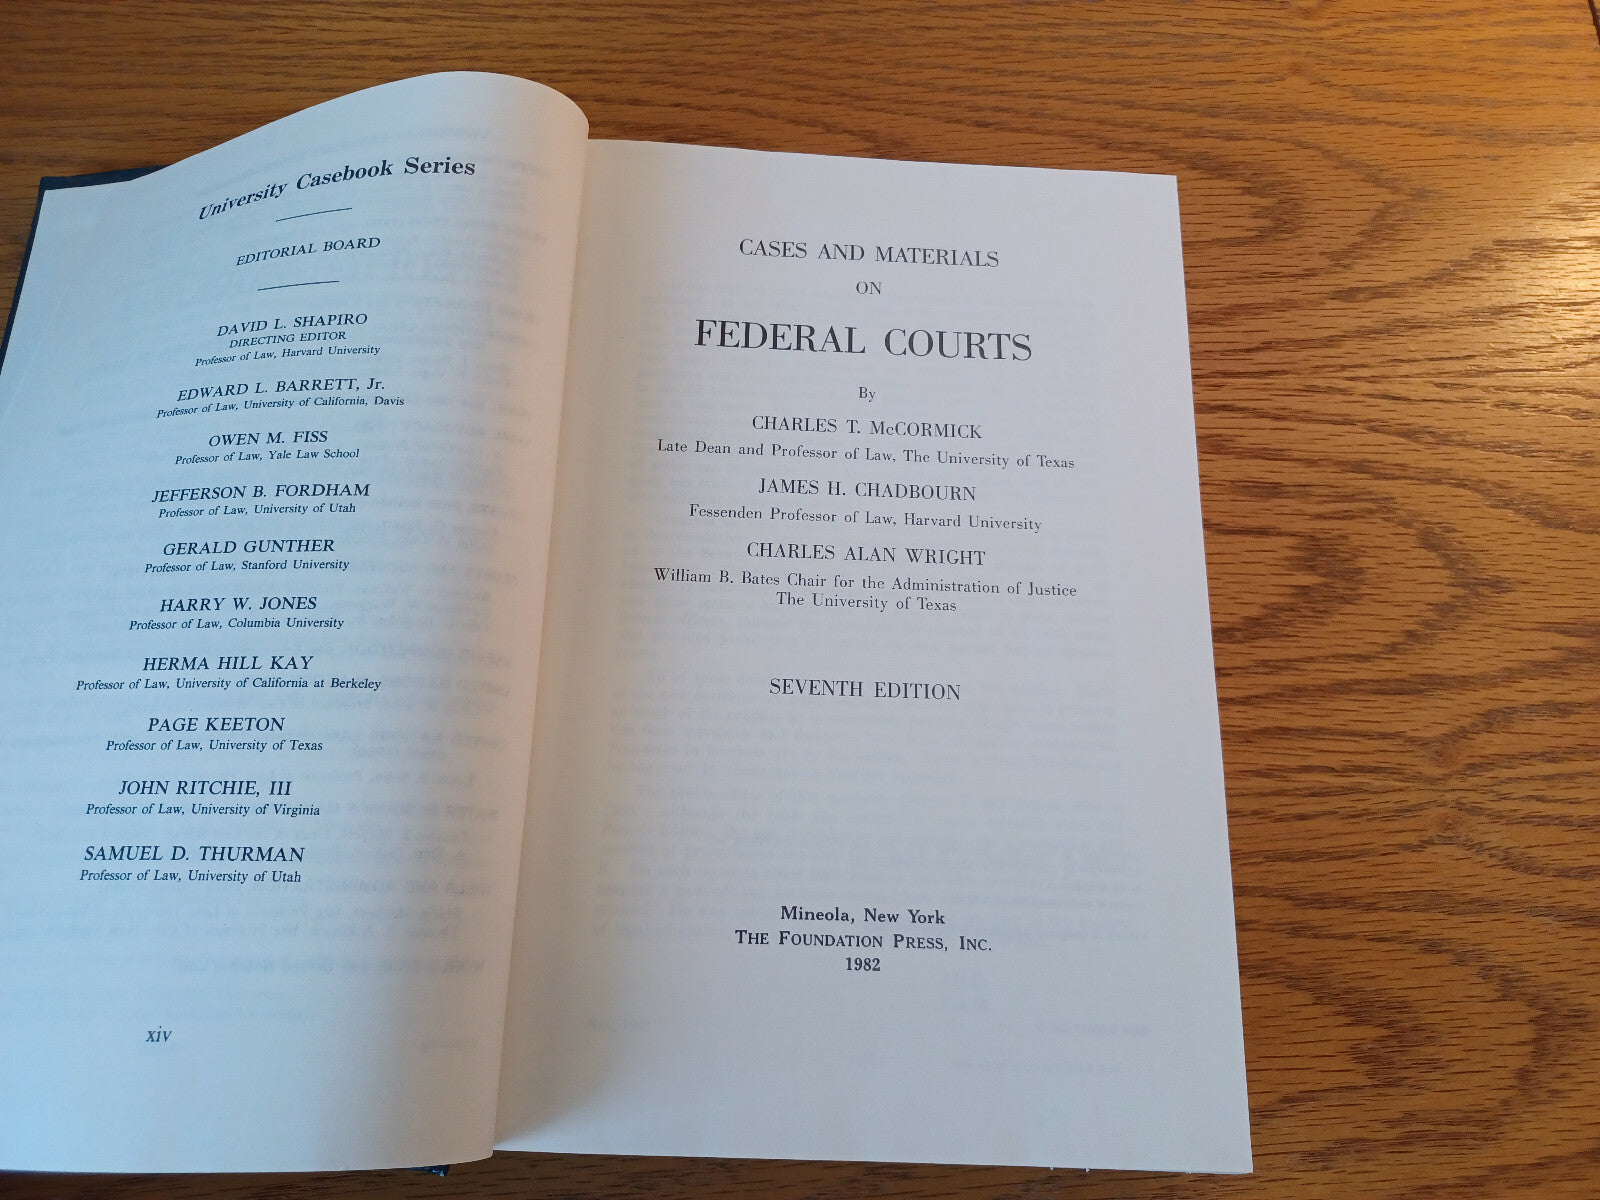 University Casebook Series
EDITORIAL BOARD
DAVID L. SHAPIRO
DIRECTING EDITOR
Professor of Law, Harvard University
EDWARD L. BARRETT, Jr.
Professor of Law, University of California, Davis
OWEN M. FISS
Professor of Law, Yale Law School
JEFFERSON B. FORDHAM
Professor of Law, University of Utah
GERALD GUNTHER
Professor of Law, Stanford University
HARRY W. JONES
Professor of Law, Columbia University
HERMA HILL KAY
Professor of Law, University of California at Berkeley
PAGE KEETON
Professor of Law, University of Texas
JOHN RITCHIE, III
Professor of Law, University of Virginia
SAMUEL D. THURMAN
Professor of Law, University of Utah
xiv
CASES AND MATERIALS
ON
FEDERAL COURTS
By
CHARLES T. McCORMICK
Late Dean and Professor of Law, The University of Texas
JAMES H. CHADBOURN
Fessenden Professor of Law, Harvard University
CHARLES ALAN WRIGHT
William B. Bates Chair for the Administration of Justice
The University of Texas
SEVENTH EDITION
Mineola, New York
THE FOUNDATION PRESS, INC.
1982